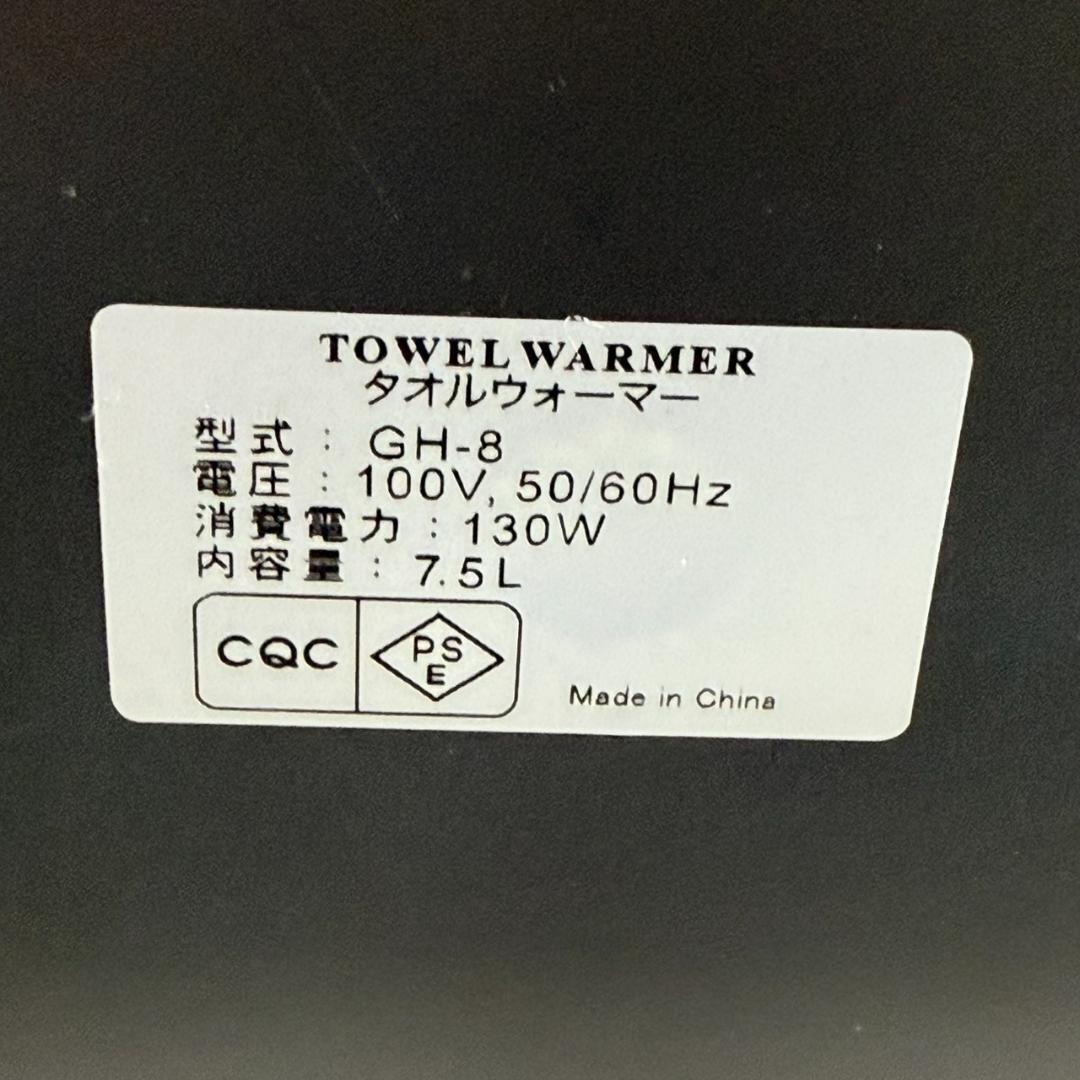 TOWEL WARMER
タオルウォーマー
型式 : GH-8
電圧 : 100V, 50/60Hz
消費電力 : 130W
内容量 : 7.5L
CQC
PS
E
Made in China